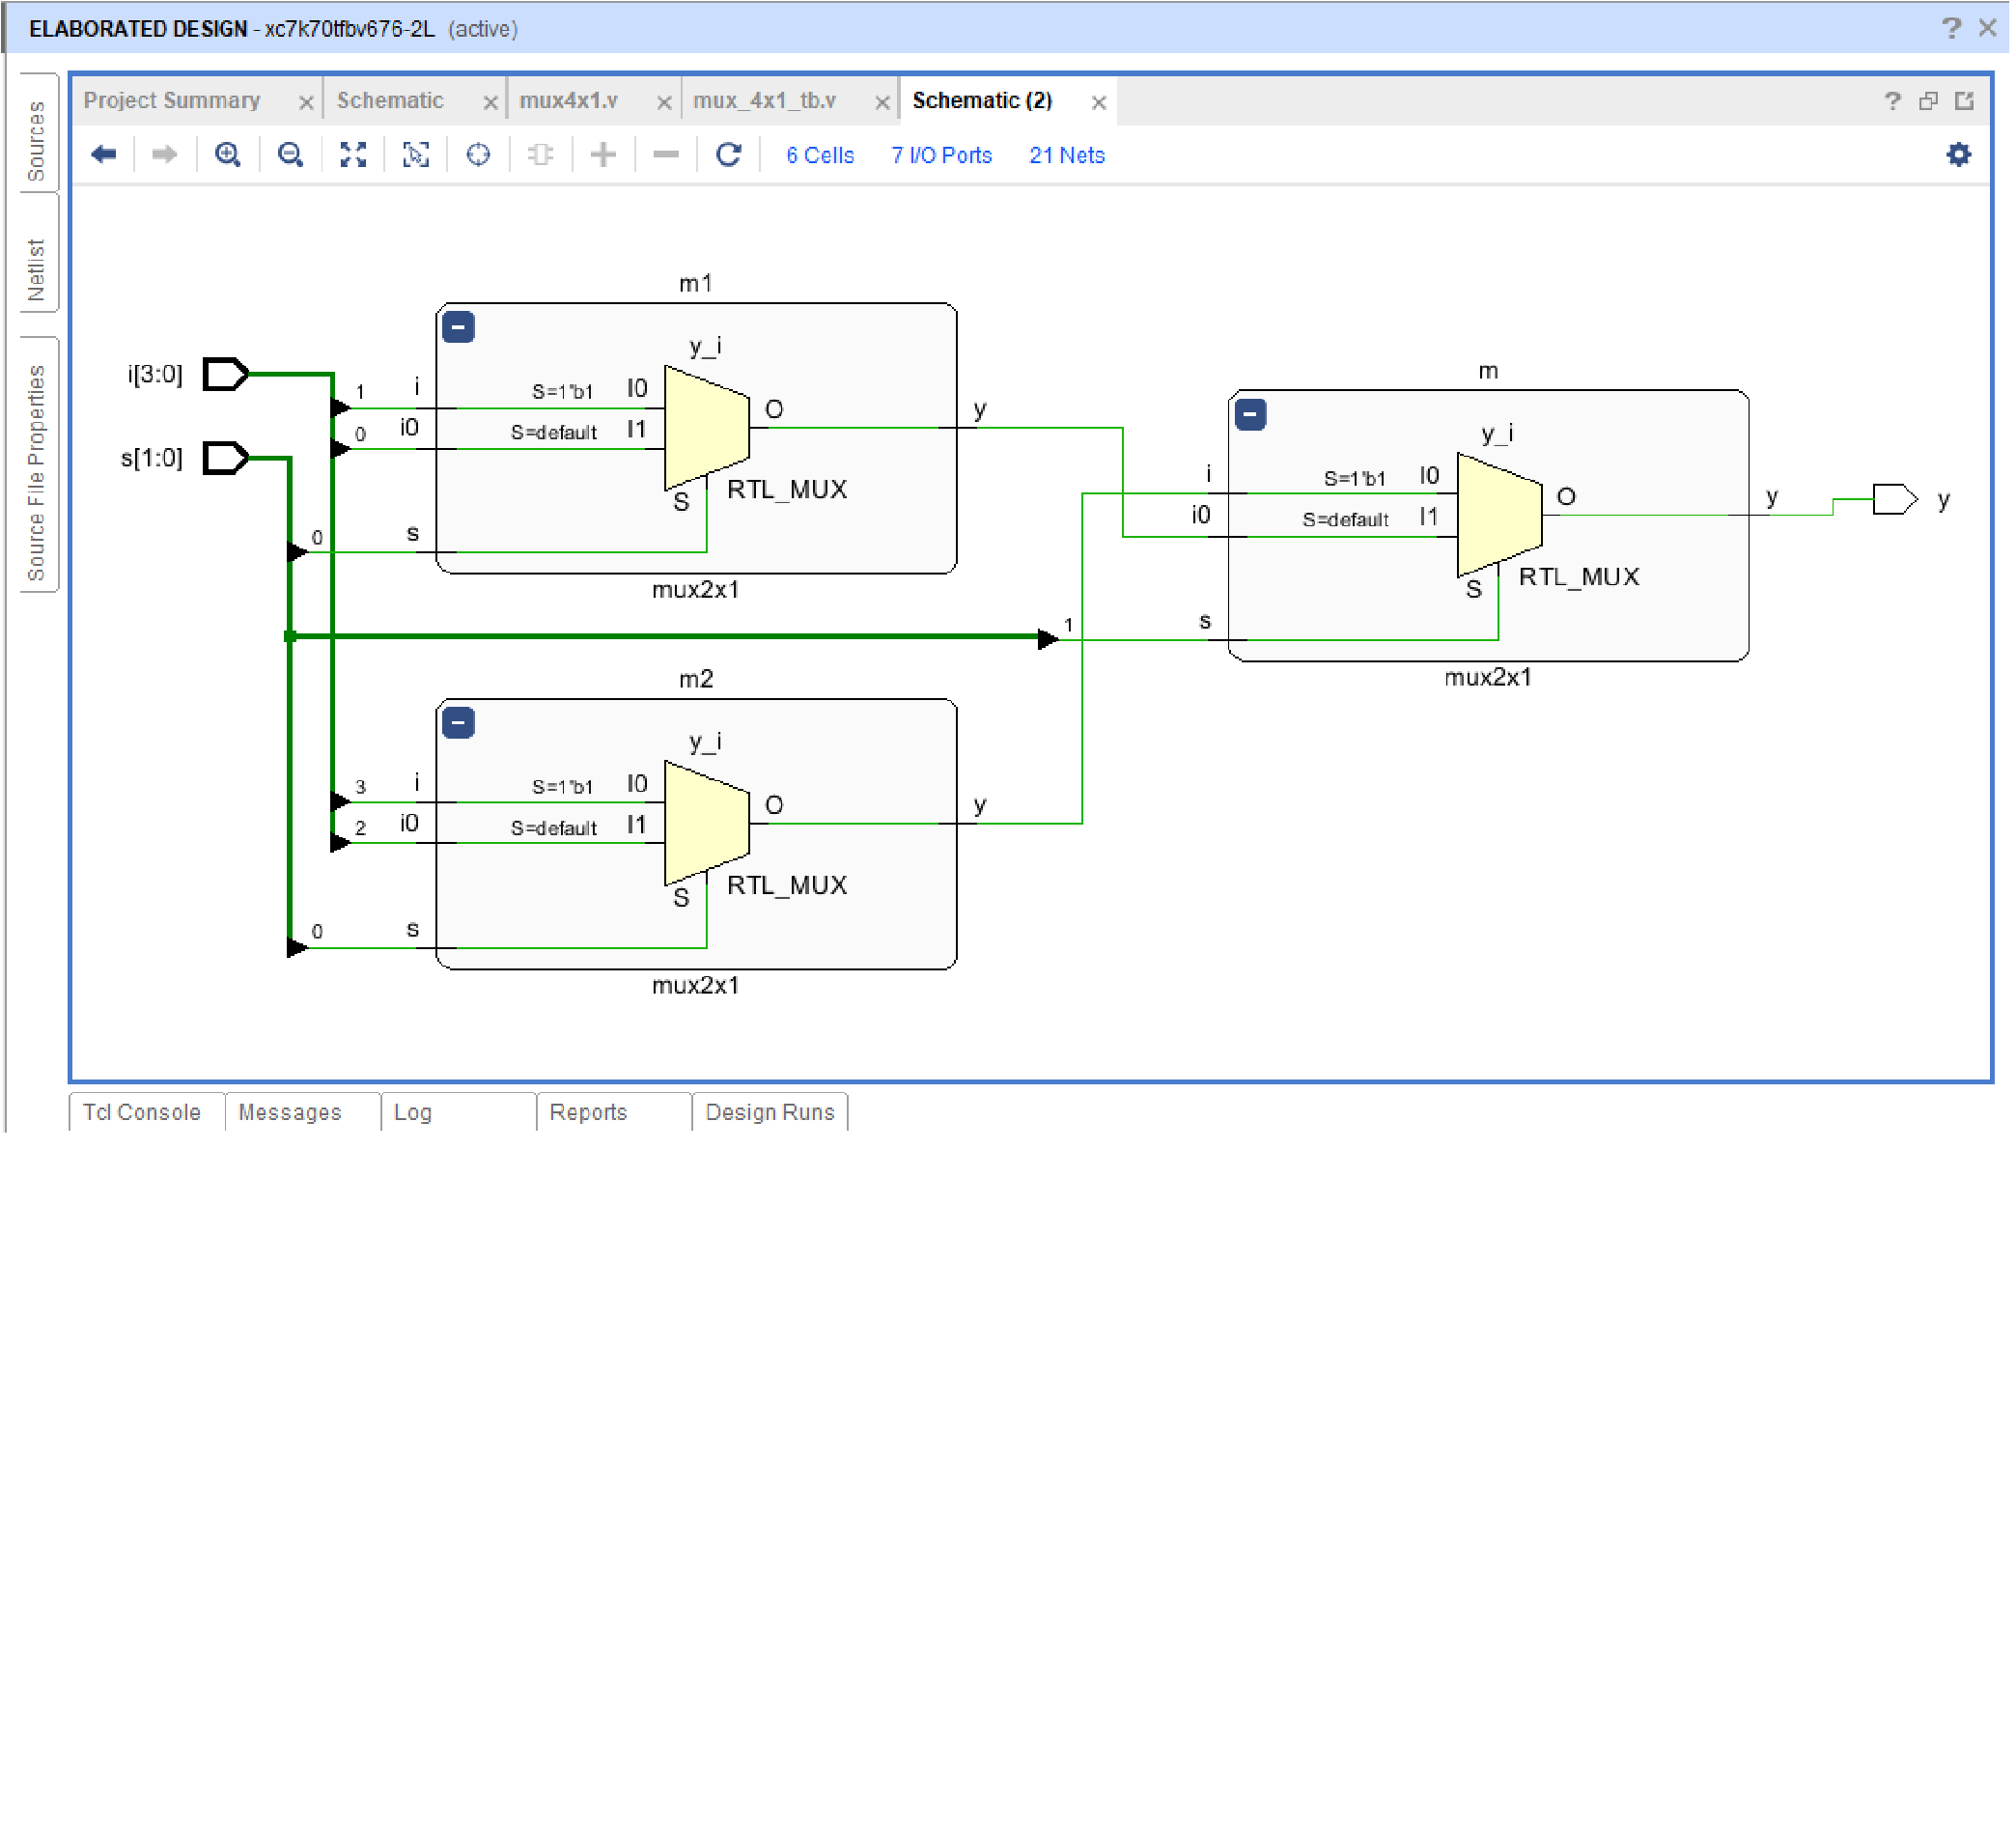 ELABORATED DESIGN - xc7k70tfbv676-2L (active)
Sources
Netlist
Source File Properties
Project Summary Schematic mux4x1.v mux_4x1_tb.v Schematic (2)
6 Cells 7 I/O Ports 21 Nets
m1
y_i
i[3:0]
1 i S=1'b1 I0 O y
0 i0 S=default I1
s[1:0]
S RTL_MUX
0 s
mux2x1
m
y_i
i S=1'b1 I0 O y y
i0 S=default I1
S RTL_MUX
1 s
mux2x1
m2
y_i
3 i S=1'b1 I0 O y
2 i0 S=default I1
S RTL_MUX
0 s
mux2x1
Tcl Console Messages Log Reports Design Runs